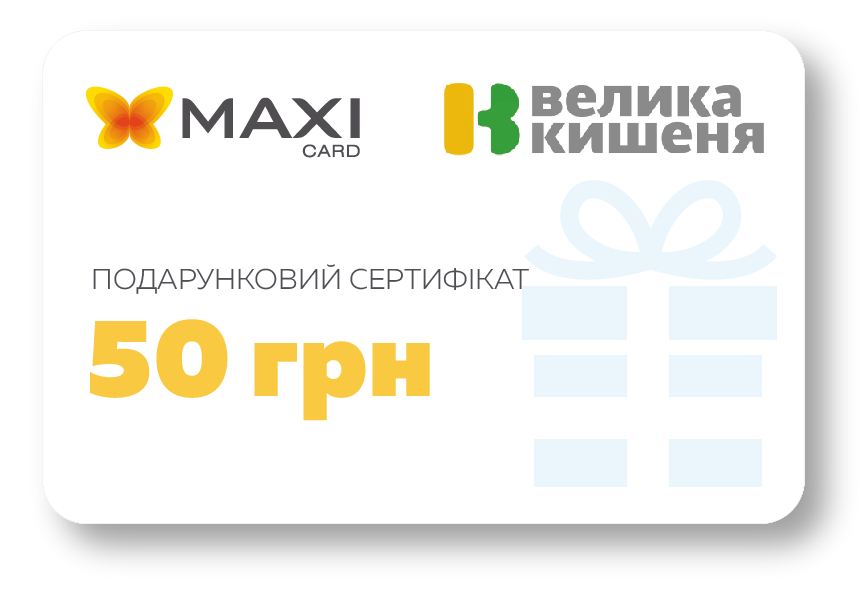 MAXI
CARD
велика
кишеня
ПОДАРУНКОВИЙ СЕРТИФІКАТ
50 грн